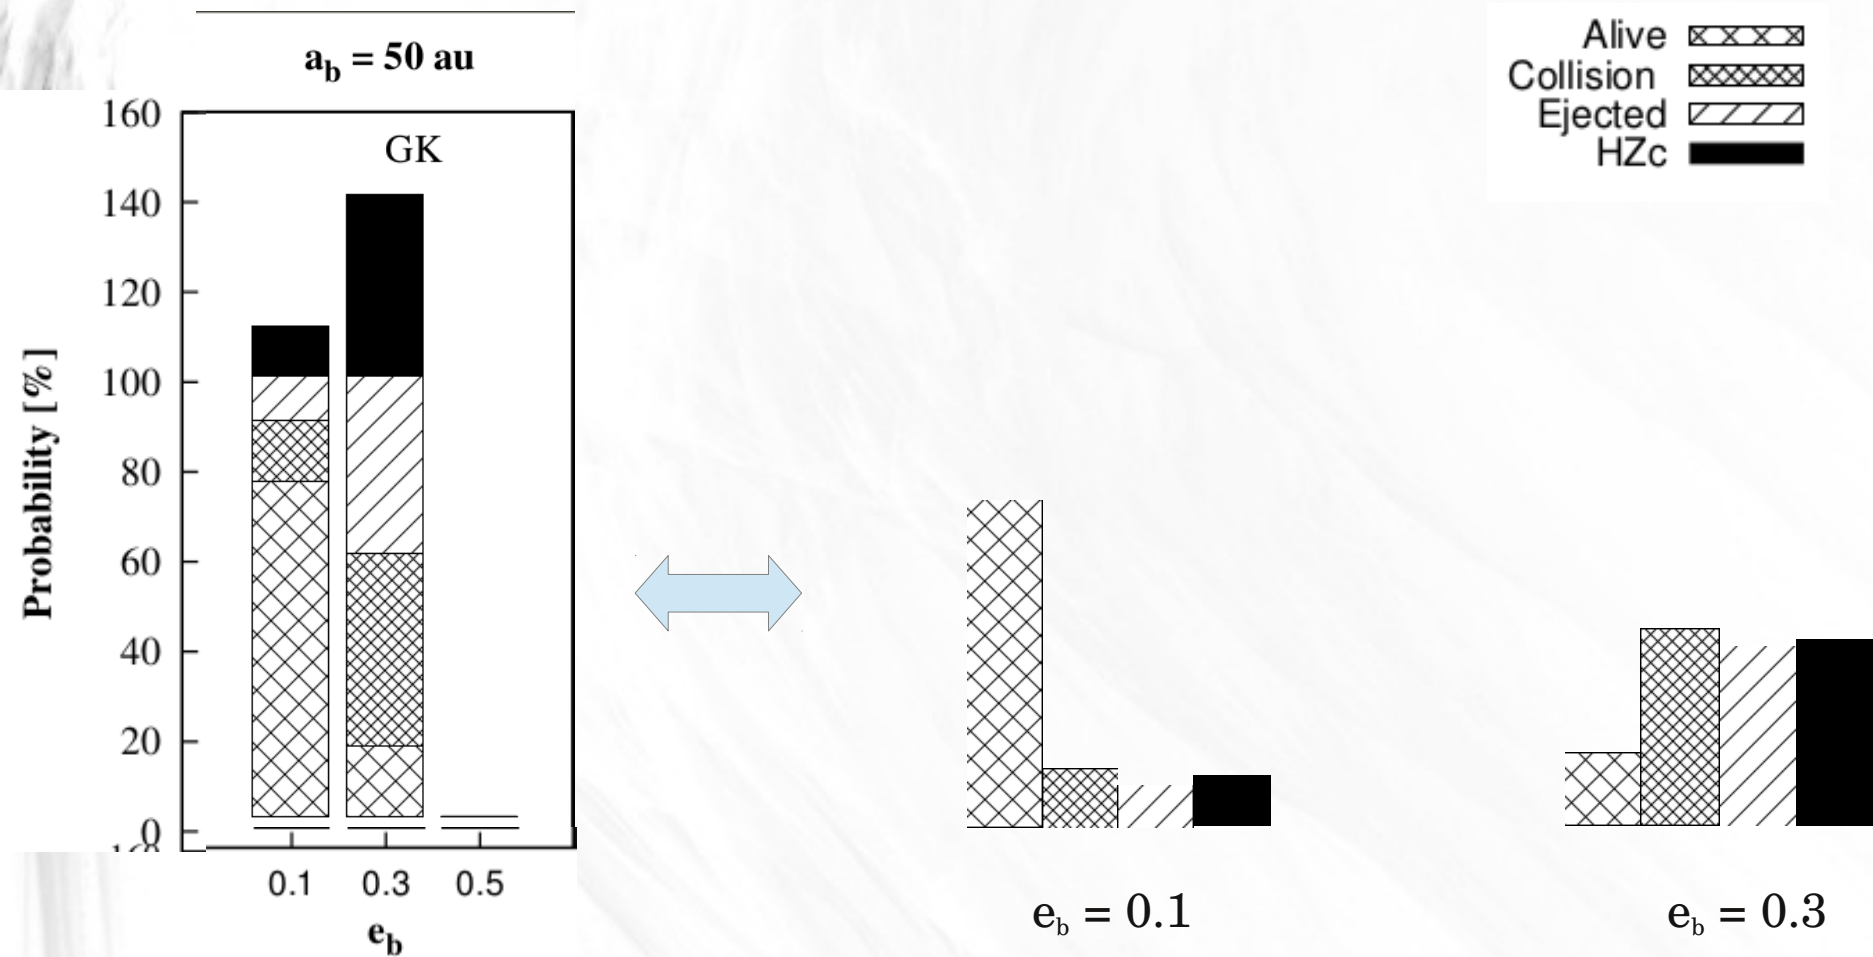 a_b = 50 au
GK
160
140
120
100
80
60
40
20
0
Probability [%]
0.1 0.3 0.5
e_b
Alive
Collision
Ejected
HZc
e_b = 0.1
e_b = 0.3